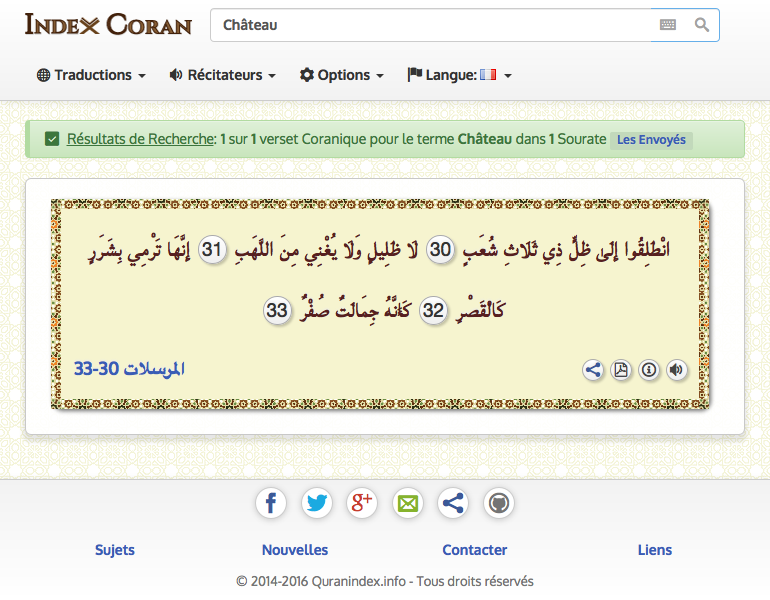 Index Coran
Château
Traductions Récitateurs Options Langue:
Résultats de Recherche: 1 sur 1 verset Coranique pour le terme Château dans 1 Sourate Les Envoyés
انْطَلِقُوا إِلَىٰ ظِلٍّ ذِي ثَلَاثِ شُعَبٍ 30 لَا ظَلِيلٍ وَلَا يُغْنِي مِنَ اللَّهَبِ 31 إِنَّهَا تَرْمِي بِشَرَرٍ
كَالْقَصْرِ 32 كَأَنَّهُ جِمَالَتٌ صُفْرٌ 33
المرسلات 30-33
Sujets Nouvelles Contacter Liens
© 2014-2016 Quranindex.info - Tous droits réservés